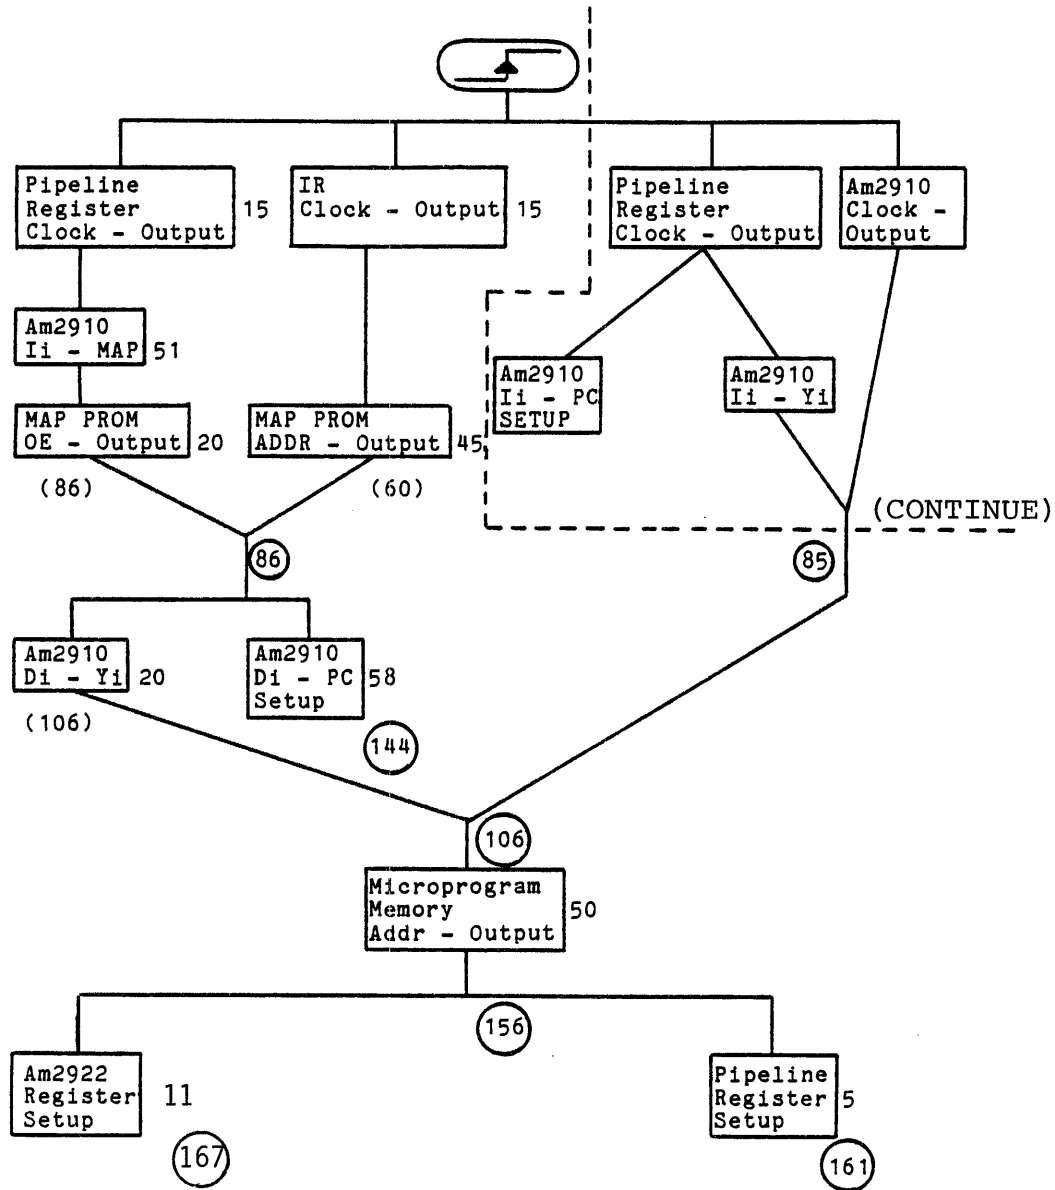 Pipeline
Register
Clock - Output
15
IR
Clock - Output
15
Pipeline
Register
Clock - Output
Am2910
Clock -
Output
Am2910
Ii - MAP
51
Am2910
Ii - PC
SETUP
Am2910
Ii - Yi
MAP PROM
OE - Output
20
MAP PROM
ADDR - Output
45
(86)
(60)
(CONTINUE)
86
85
Am2910
Di - Yi
20
Am2910
Di - PC
Setup
58
(106)
144
106
Microprogram
Memory
Addr - Output
50
156
Am2922
Register
Setup
11
Pipeline
Register
Setup
5
167
161